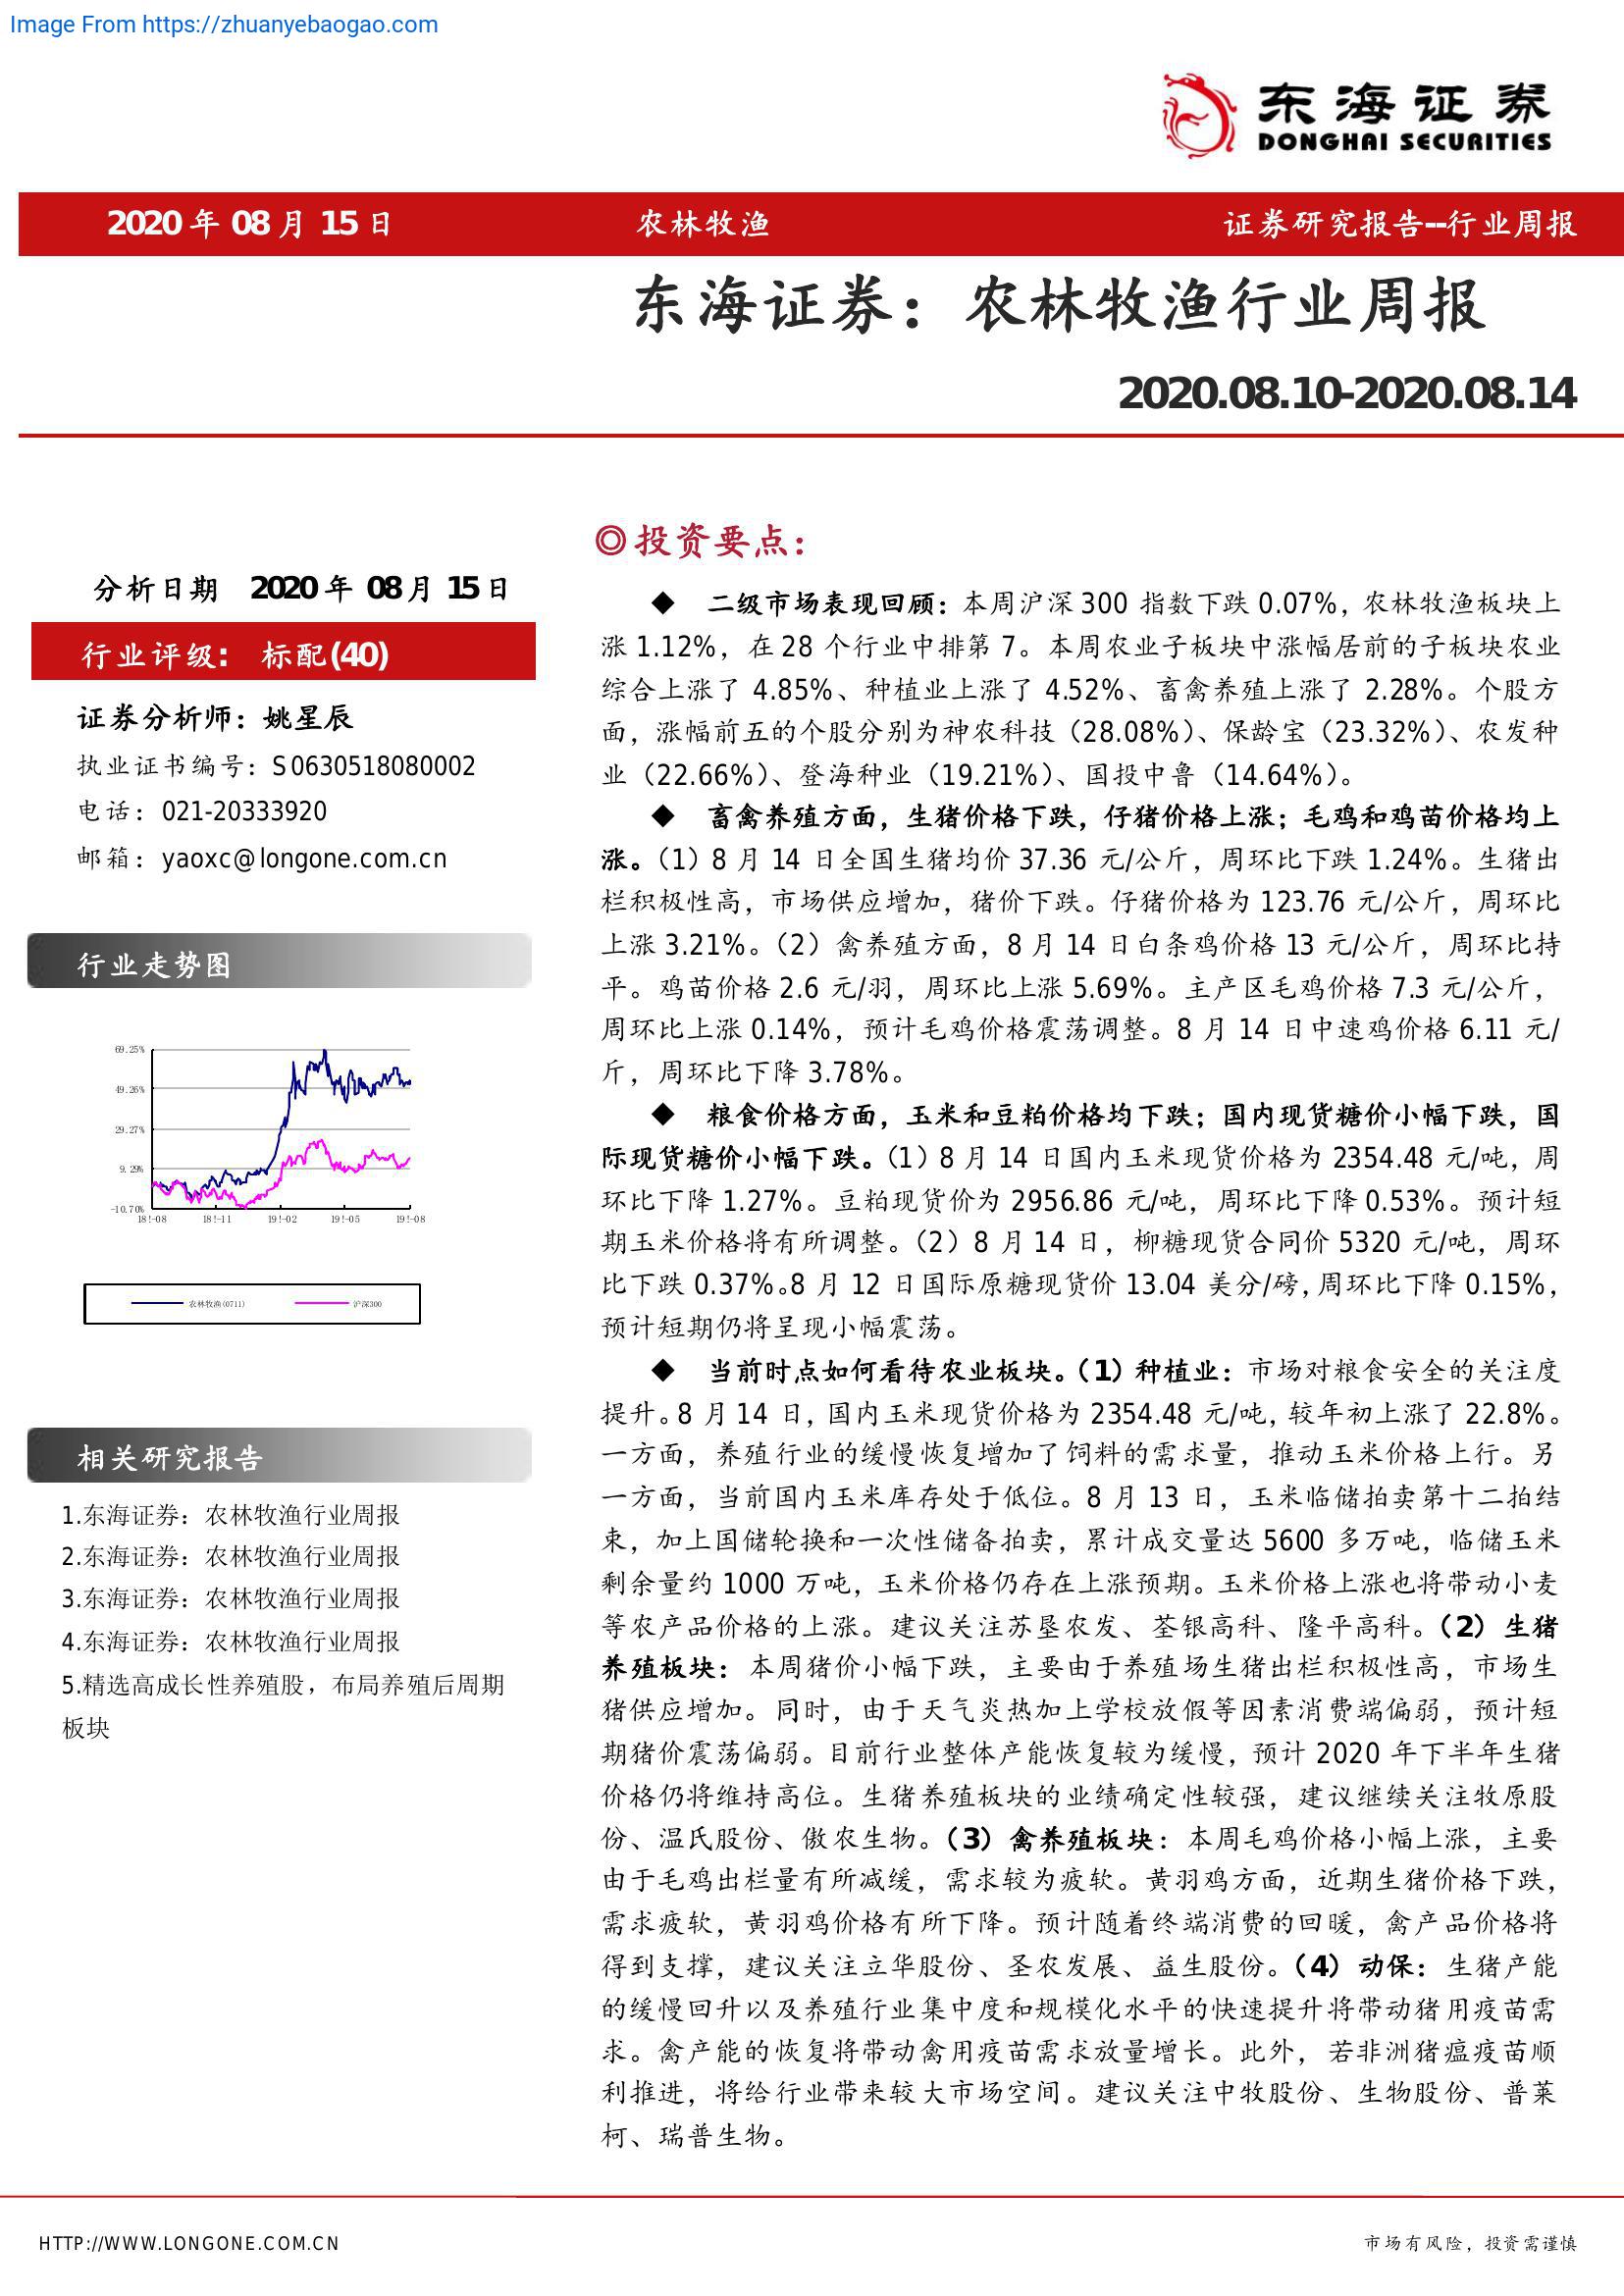 Image From https://zhuanyebaogao.com
东海证券
DONGHAI SECURITIES
2020 年 08 月 15 日 农林牧渔 证券研究报告--行业周报
东海证券：农林牧渔行业周报
2020.08.10-2020.08.14
分析日期 2020 年 08 月 15 日
行业评级: 标配(40)
证券分析师：姚星辰
执业证书编号：S0630518080002
电话：021-20333920
邮箱：yaoxc@longone.com.cn
行业走势图
69.25%
49.26%
29.27%
9.29%
-10.70%
18!-08 18!-11 19!-02 19!-05 19!-08
农林牧渔(0711) 沪深300
相关研究报告
1.东海证券：农林牧渔行业周报
2.东海证券：农林牧渔行业周报
3.东海证券：农林牧渔行业周报
4.东海证券：农林牧渔行业周报
5.精选高成长性养殖股，布局养殖后周期
板块
◎投资要点：
◆ 二级市场表现回顾：本周沪深 300 指数下跌 0.07%，农林牧渔板块上
涨 1.12%，在 28 个行业中排第 7。本周农业子板块中涨幅居前的子板块农业
综合上涨了 4.85%、种植业上涨了 4.52%、畜禽养殖上涨了 2.28%。个股方
面，涨幅前五的个股分别为神农科技（28.08%）、保龄宝（23.32%）、农发种
业（22.66%）、登海种业（19.21%）、国投中鲁（14.64%）。
◆ 畜禽养殖方面，生猪价格下跌，仔猪价格上涨；毛鸡和鸡苗价格均上
涨。（1）8 月 14 日全国生猪均价 37.36 元/公斤，周环比下跌 1.24%。生猪出
栏积极性高，市场供应增加，猪价下跌。仔猪价格为 123.76 元/公斤，周环比
上涨 3.21%。（2）禽养殖方面，8 月 14 日白条鸡价格 13 元/公斤，周环比持
平。鸡苗价格 2.6 元/羽，周环比上涨 5.69%。主产区毛鸡价格 7.3 元/公斤，
周环比上涨 0.14%，预计毛鸡价格震荡调整。8 月 14 日中速鸡价格 6.11 元/
斤，周环比下降 3.78%。
◆ 粮食价格方面，玉米和豆粕价格均下跌；国内现货糖价小幅下跌，国
际现货糖价小幅下跌。（1）8 月 14 日国内玉米现货价格为 2354.48 元/吨，周
环比下降 1.27%。豆粕现货价为 2956.86 元/吨，周环比下降 0.53%。预计短
期玉米价格将有所调整。（2）8 月 14 日，柳糖现货合同价 5320 元/吨，周环
比下跌 0.37%。8 月 12 日国际原糖现货价 13.04 美分/磅，周环比下降 0.15%，
预计短期仍将呈现小幅震荡。
◆ 当前时点如何看待农业板块。（1）种植业：市场对粮食安全的关注度
提升。8 月 14 日，国内玉米现货价格为 2354.48 元/吨，较年初上涨了 22.8%。
一方面，养殖行业的缓慢恢复增加了饲料的需求量，推动玉米价格上行。另
一方面，当前国内玉米库存处于低位。8 月 13 日，玉米临储拍卖第十二拍结
束，加上国储轮换和一次性储备拍卖，累计成交量达 5600 多万吨，临储玉米
剩余量约 1000 万吨，玉米价格仍存在上涨预期。玉米价格上涨也将带动小麦
等农产品价格的上涨。建议关注苏垦农发、荃银高科、隆平高科。（2）生猪
养殖板块：本周猪价小幅下跌，主要由于养殖场生猪出栏积极性高，市场生
猪供应增加。同时，由于天气炎热加上学校放假等因素消费端偏弱，预计短
期猪价震荡偏弱。目前行业整体产能恢复较为缓慢，预计 2020 年下半年生猪
价格仍将维持高位。生猪养殖板块的业绩确定性较强，建议继续关注牧原股
份、温氏股份、傲农生物。（3）禽养殖板块：本周毛鸡价格小幅上涨，主要
由于毛鸡出栏量有所减缓，需求较为疲软。黄羽鸡方面，近期生猪价格下跌，
需求疲软，黄羽鸡价格有所下降。预计随着终端消费的回暖，禽产品价格将
得到支撑，建议关注立华股份、圣农发展、益生股份。（4）动保：生猪产能
的缓慢回升以及养殖行业集中度和规模化水平的快速提升将带动猪用疫苗需
求。禽产能的恢复将带动禽用疫苗需求放量增长。此外，若非洲猪瘟疫苗顺
利推进，将给行业带来较大市场空间。建议关注中牧股份、生物股份、普莱
柯、瑞普生物。
HTTP://WWW.LONGONE.COM.CN 市场有风险，投资需谨慎